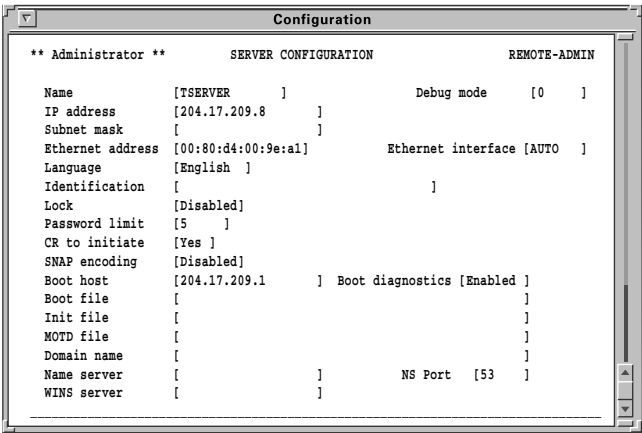 Configuration
** Administrator ** SERVER CONFIGURATION REMOTE-ADMIN
Name [TSERVER ] Debug mode [0 ]
IP address [204.17.209.8 ]
Subnet mask [ ]
Ethernet address [00:80:d4:00:9e:a1] Ethernet interface [AUTO ]
Language [English ]
Identification [ ]
Lock [Disabled]
Password limit [5 ]
CR to initiate [Yes ]
SNAP encoding [Disabled]
Boot host [204.17.209.1 ] Boot diagnostics [Enabled ]
Boot file [ ]
Init file [ ]
MOTD file [ ]
Domain name [ ]
Name server [ ] NS Port [53 ]
WINS server [ ]